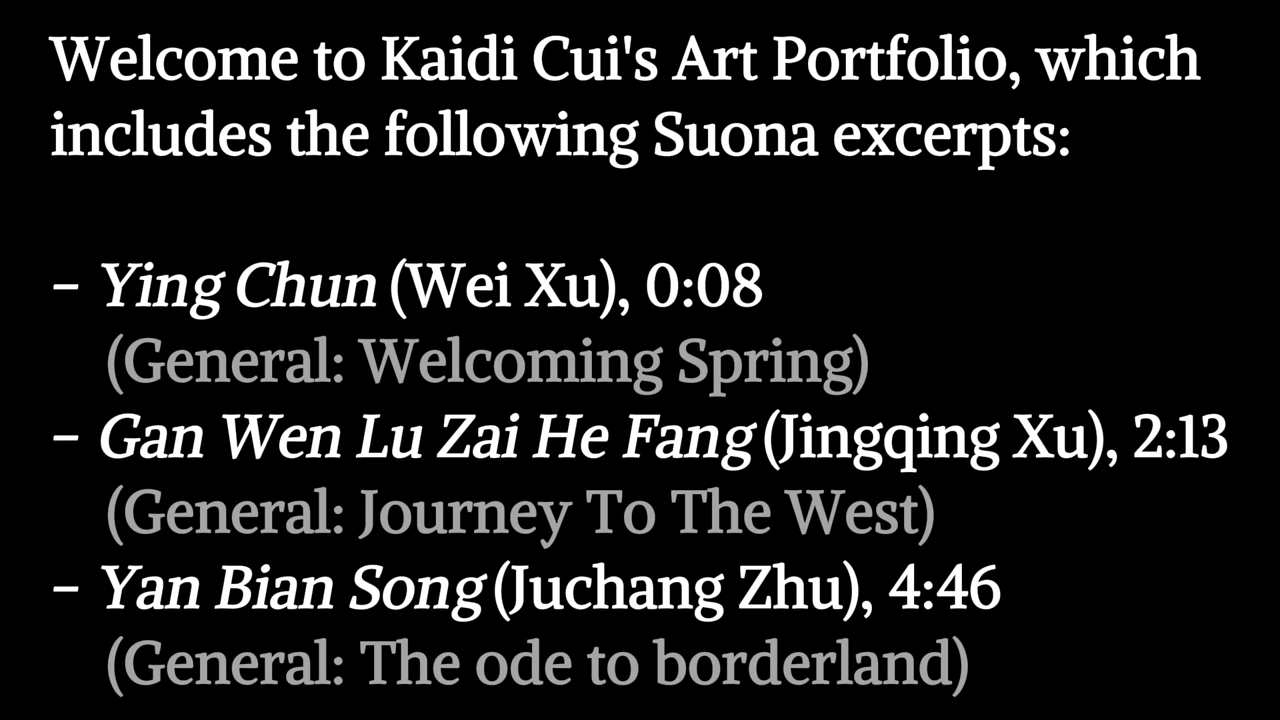 Welcome to Kaidi Cui's Art Portfolio, which
includes the following Suona excerpts:
– Ying Chun (Wei Xu), 0:08
(General: Welcoming Spring)
– Gan Wen Lu Zai He Fang (Jingqing Xu), 2:13
(General: Journey To The West)
– Yan Bian Song (Juchang Zhu), 4:46
(General: The ode to borderland)